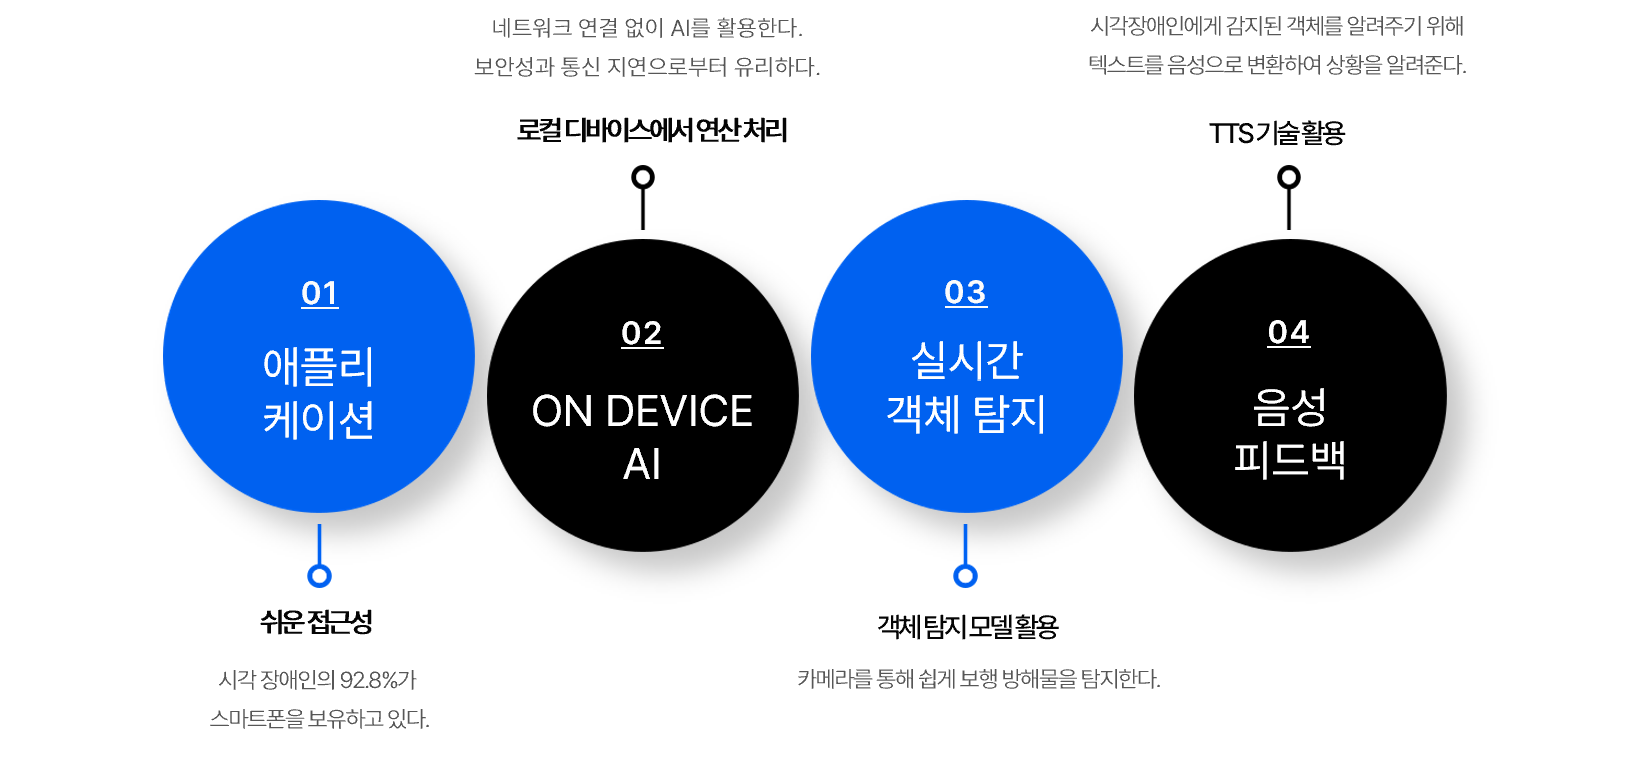 01
애플리
케이션
쉬운 접근성
시각 장애인의 92.8%가
스마트폰을 보유하고 있다.
네트워크 연결 없이 AI를 활용한다.
보안성과 통신 지연으로부터 유리하다.
로컬 디바이스에서 연산 처리
02
ON DEVICE
AI
03
실시간
객체 탐지
객체 탐지 모델 활용
카메라를 통해 쉽게 보행 방해물을 탐지한다.
시각장애인에게 감지된 객체를 알려주기 위해
텍스트를 음성으로 변환하여 상황을 알려준다.
TTS 기술 활용
04
음성
피드백